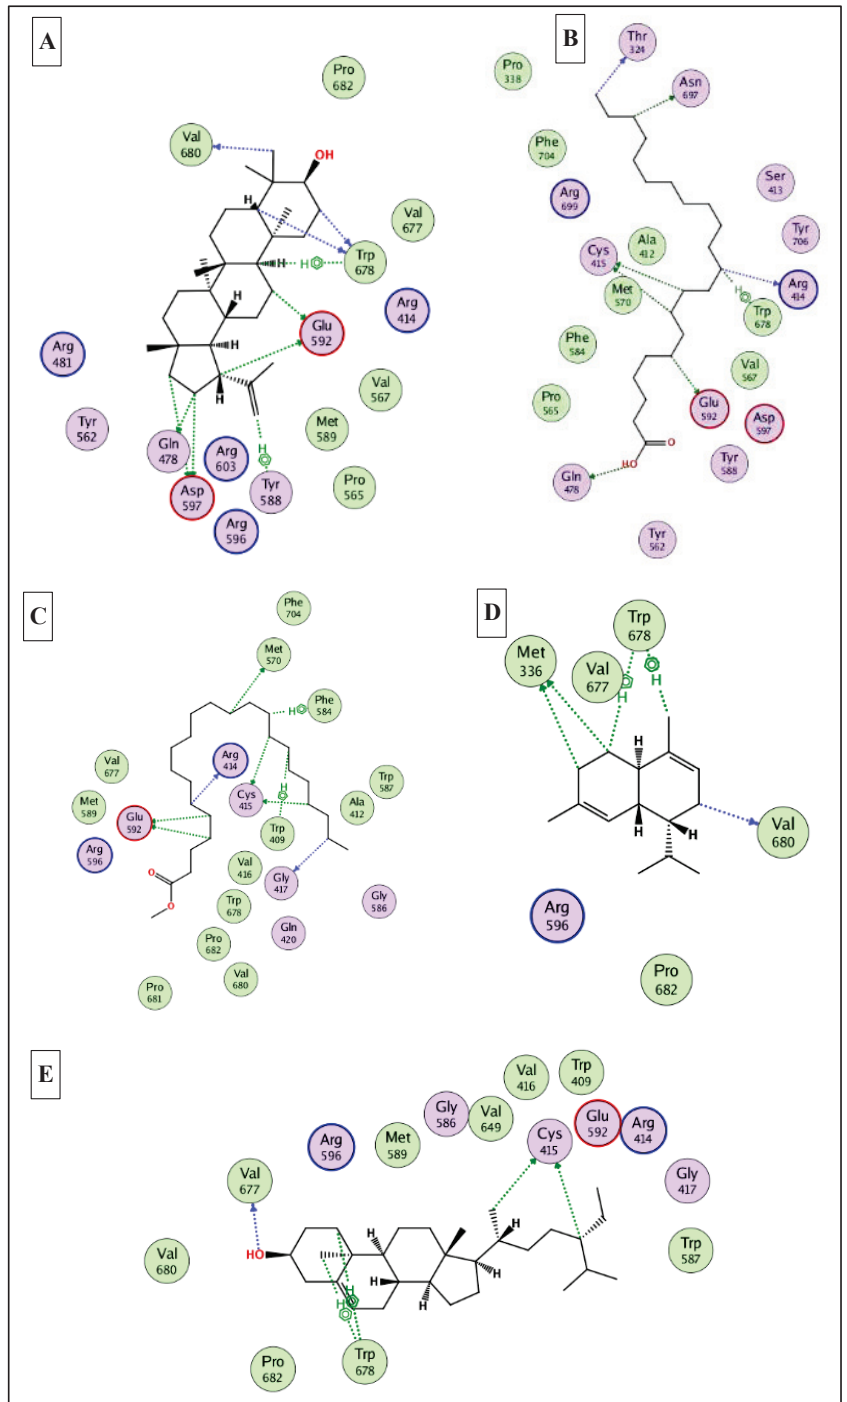 A
Pro
682
Val
680
OH
H
Val
677
Trp
678
H
H
Arg
414
H
Glu
592
Arg
481
H
H
Val
567
Tyr
562
Gln
478
Arg
603
H
Met
589
Asp
597
Tyr
588
Pro
565
Arg
596
B
Thr
324
Pro
338
Asn
697
Phe
704
Arg
699
Ser
413
Tyr
706
Cys
415
Ala
412
Met
570
Arg
414
H
Trp
678
Phe
584
Val
567
Pro
565
Glu
592
Asp
597
O
HO
Tyr
588
Gln
478
Tyr
562
C
Phe
704
Met
570
H
Phe
584
Val
677
Arg
414
Met
589
Glu
592
Cys
415
H
Trp
587
Ala
412
Arg
596
Trp
409
O
O
Val
416
Gly
417
Trp
678
Gln
420
Gly
586
Pro
682
Val
680
Pro
681
D
Trp
678
Met
336
Val
677
H
H
H
H
H
Val
680
Arg
596
Pro
682
E
Val
416
Trp
409
Gly
586
Val
649
Glu
592
Arg
414
Arg
596
Met
589
Cys
415
Val
677
Gly
417
HO
H
H
H
H
H
Val
680
Trp
587
H
H
Pro
682
Trp
678